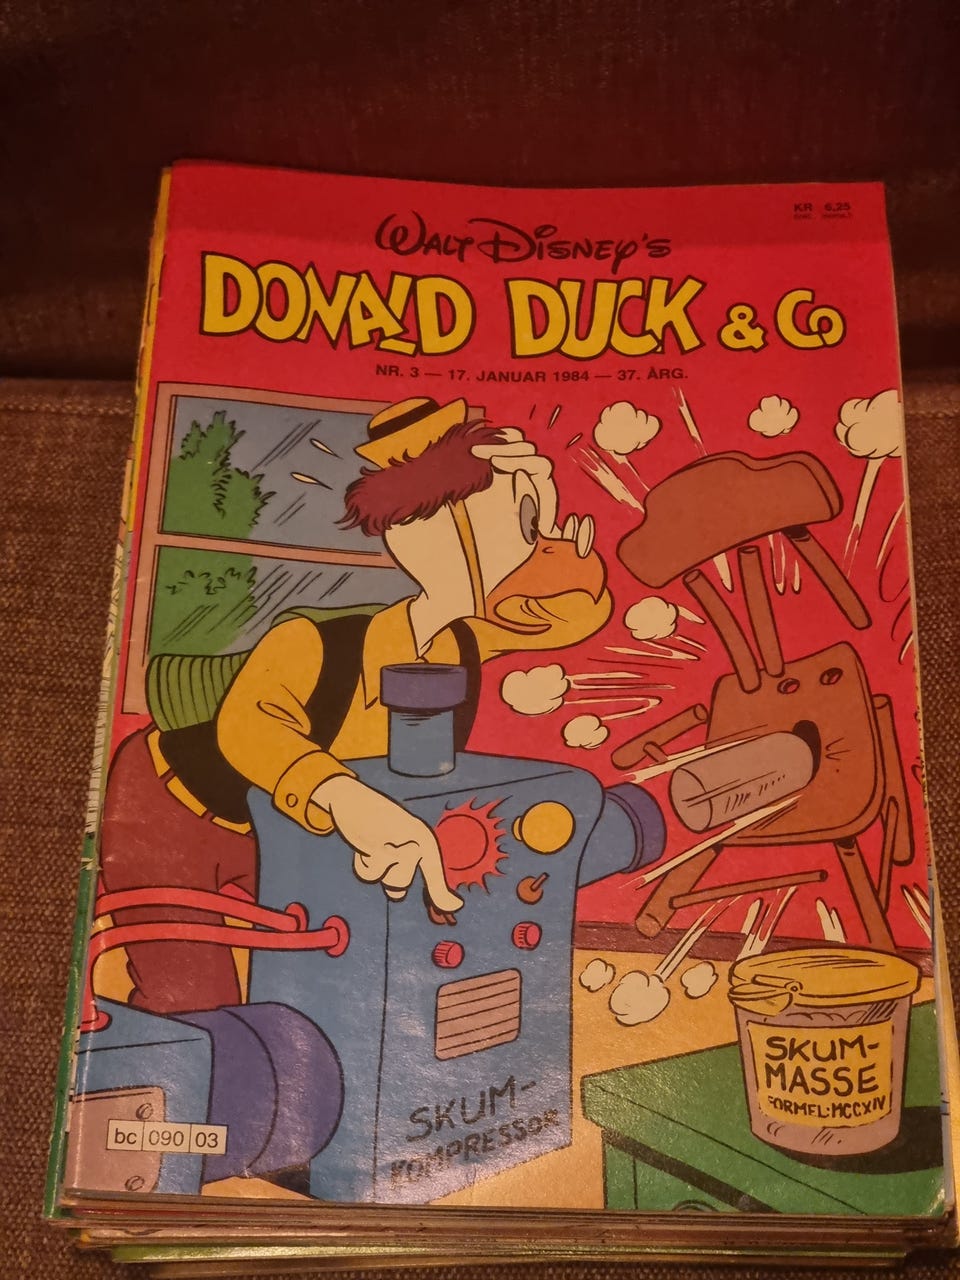 KR 6,25
WALT DISNEY'S
DONALD DUCK & Co
NR. 3 — 17. JANUAR 1984 — 37. ÅRG.
SKUM-
MASSE
FORMEL:MCCXIV
SKUM-
KOMPRESSOR
bc 090 03